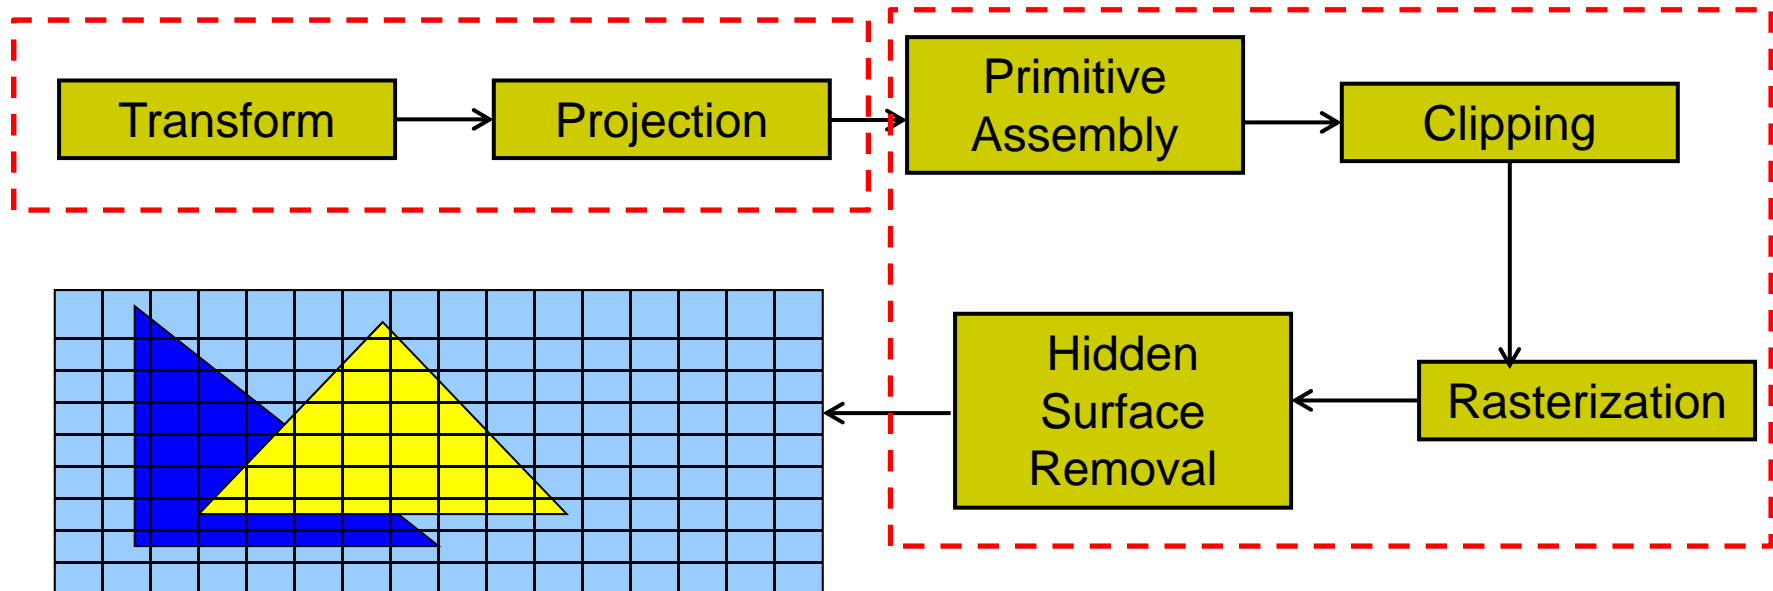 Transform
Projection
Primitive
Assembly
Clipping
Rasterization
Hidden
Surface
Removal